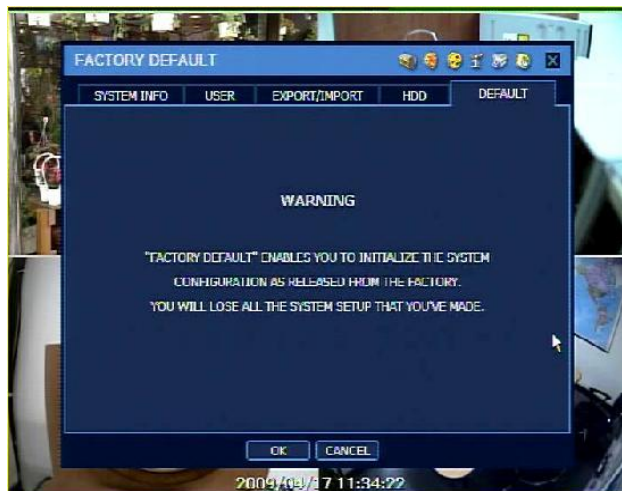 FACTORY DEFAULT
SYSTEM INFO USER EXPORT/IMPORT HDD DEFAULT
WARNING
"FACTORY DEFAULT" ENABLES YOU TO INITIALIZE THE SYSTEM
CONFIGURATION AS RELEASED FROM THE FACTORY.
YOU WILL LOSE ALL THE SYSTEM SETUP THAT YOU'VE MADE.
OK CANCEL
2009/04/17 11:34:22